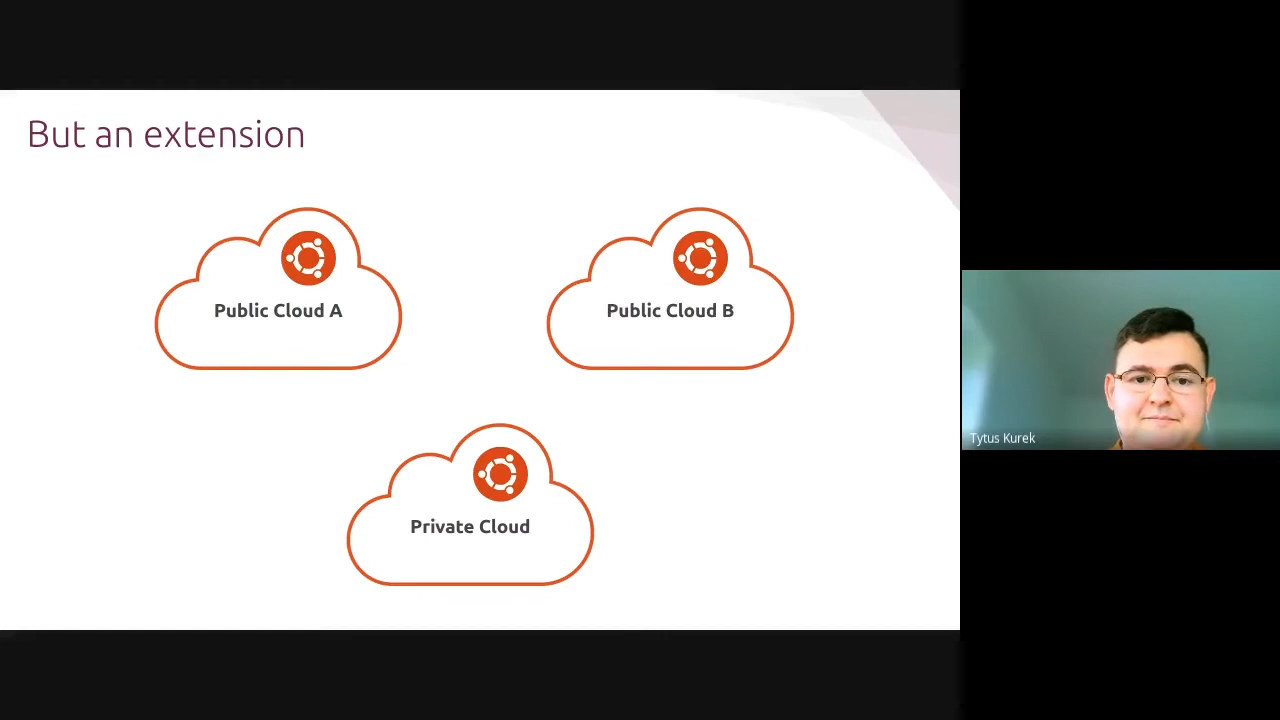 But an extension
Public Cloud A
Public Cloud B
Private Cloud
Tytus Kurek